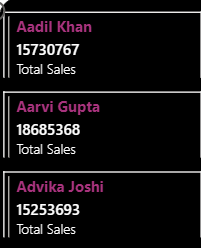 Aadil Khan
15730767
Total Sales
Aarvi Gupta
18685368
Total Sales
Advika Joshi
15253693
Total Sales